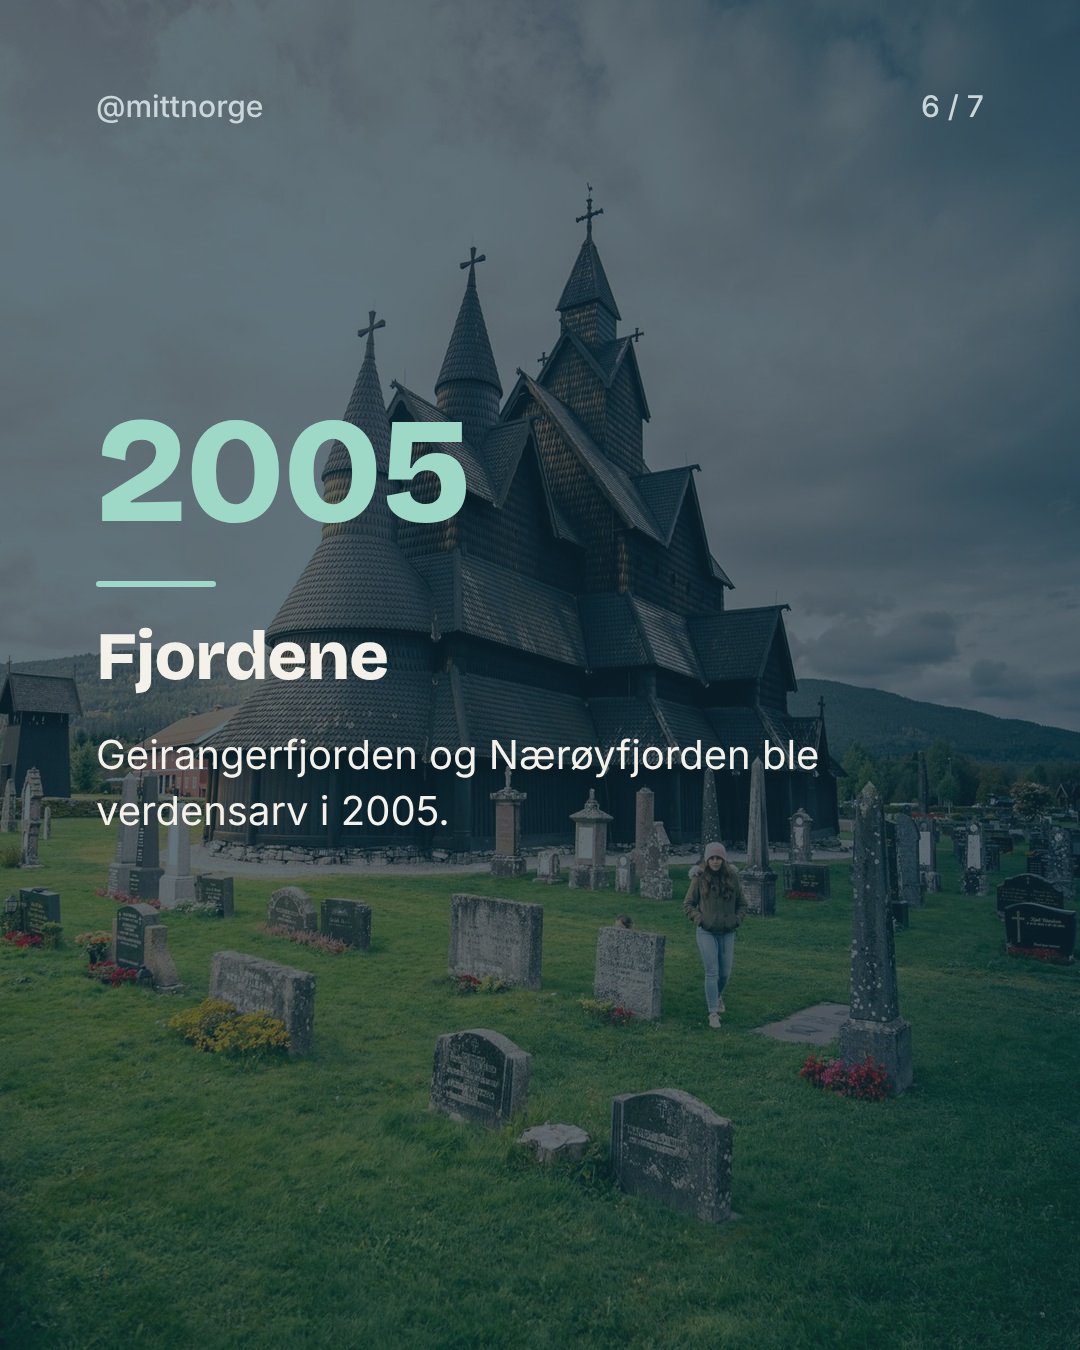 @mittnorge
6 / 7
2005
Fjordene
Geirangerfjorden og Nærøyfjorden ble
verdensarv i 2005.